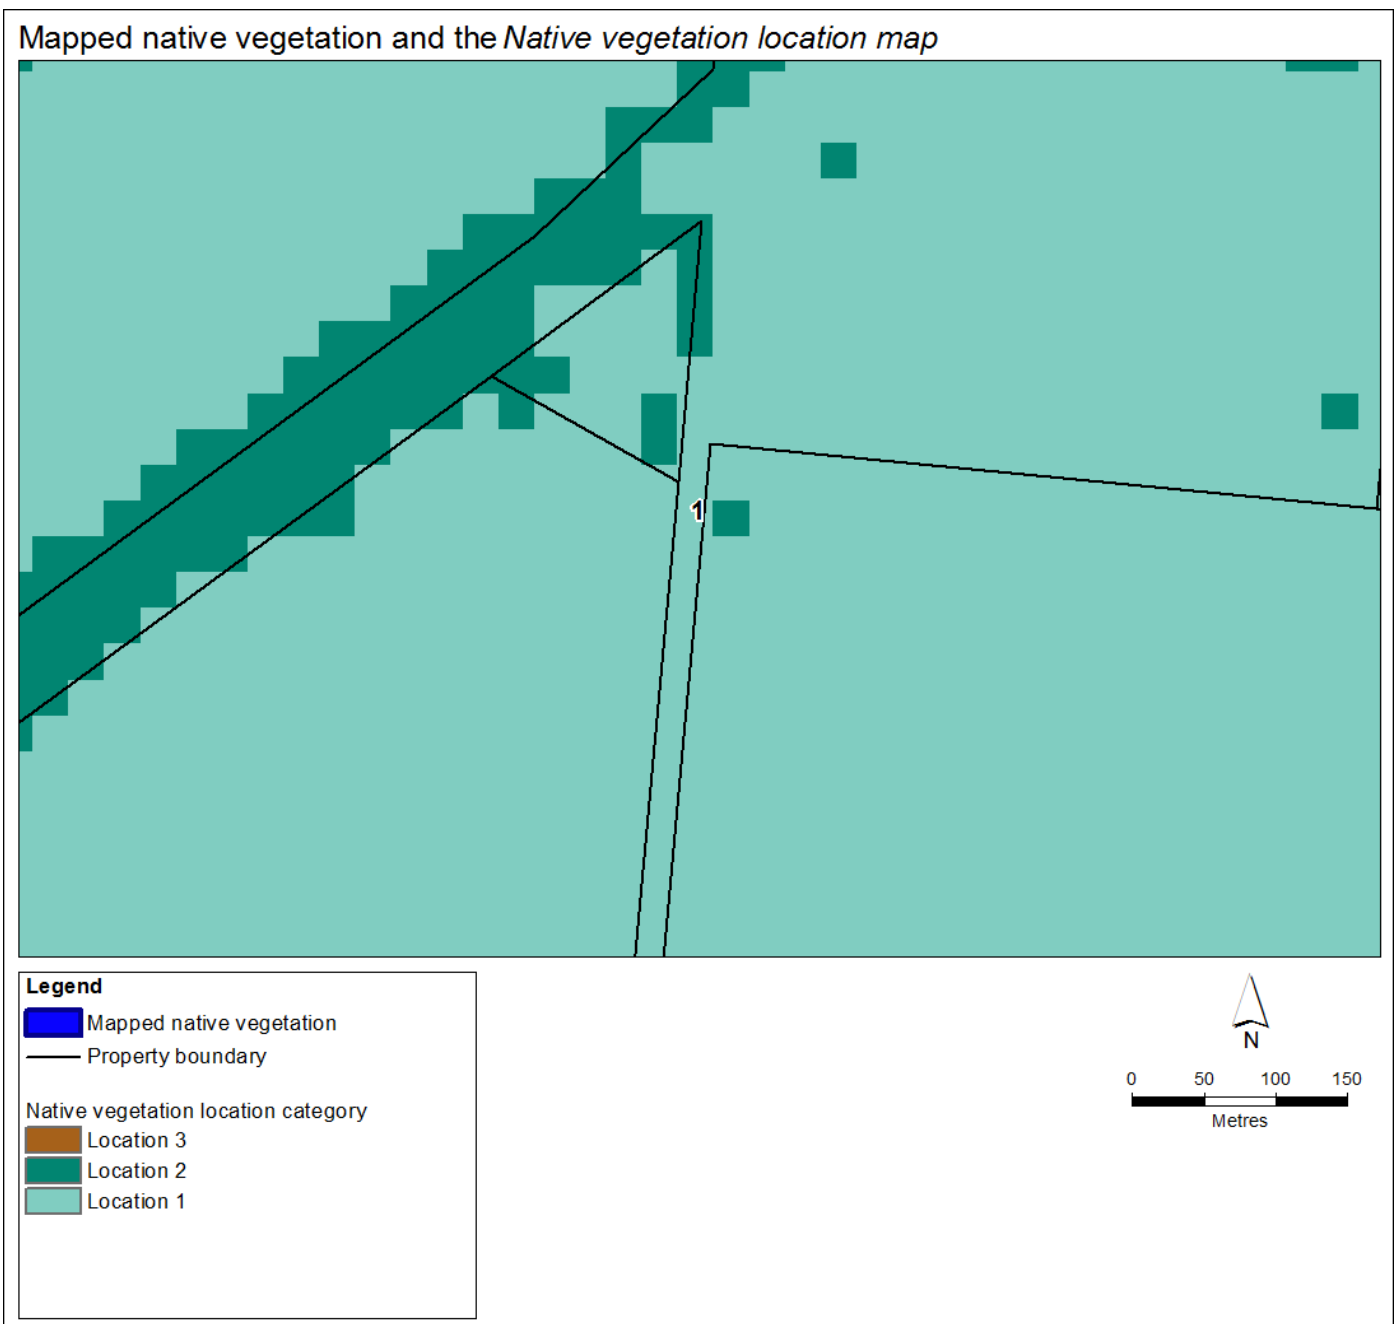 Mapped native vegetation and the Native vegetation location map
1
Legend
Mapped native vegetation
Property boundary
Native vegetation location category
Location 3
Location 2
Location 1
N
0 50 100 150
Metres